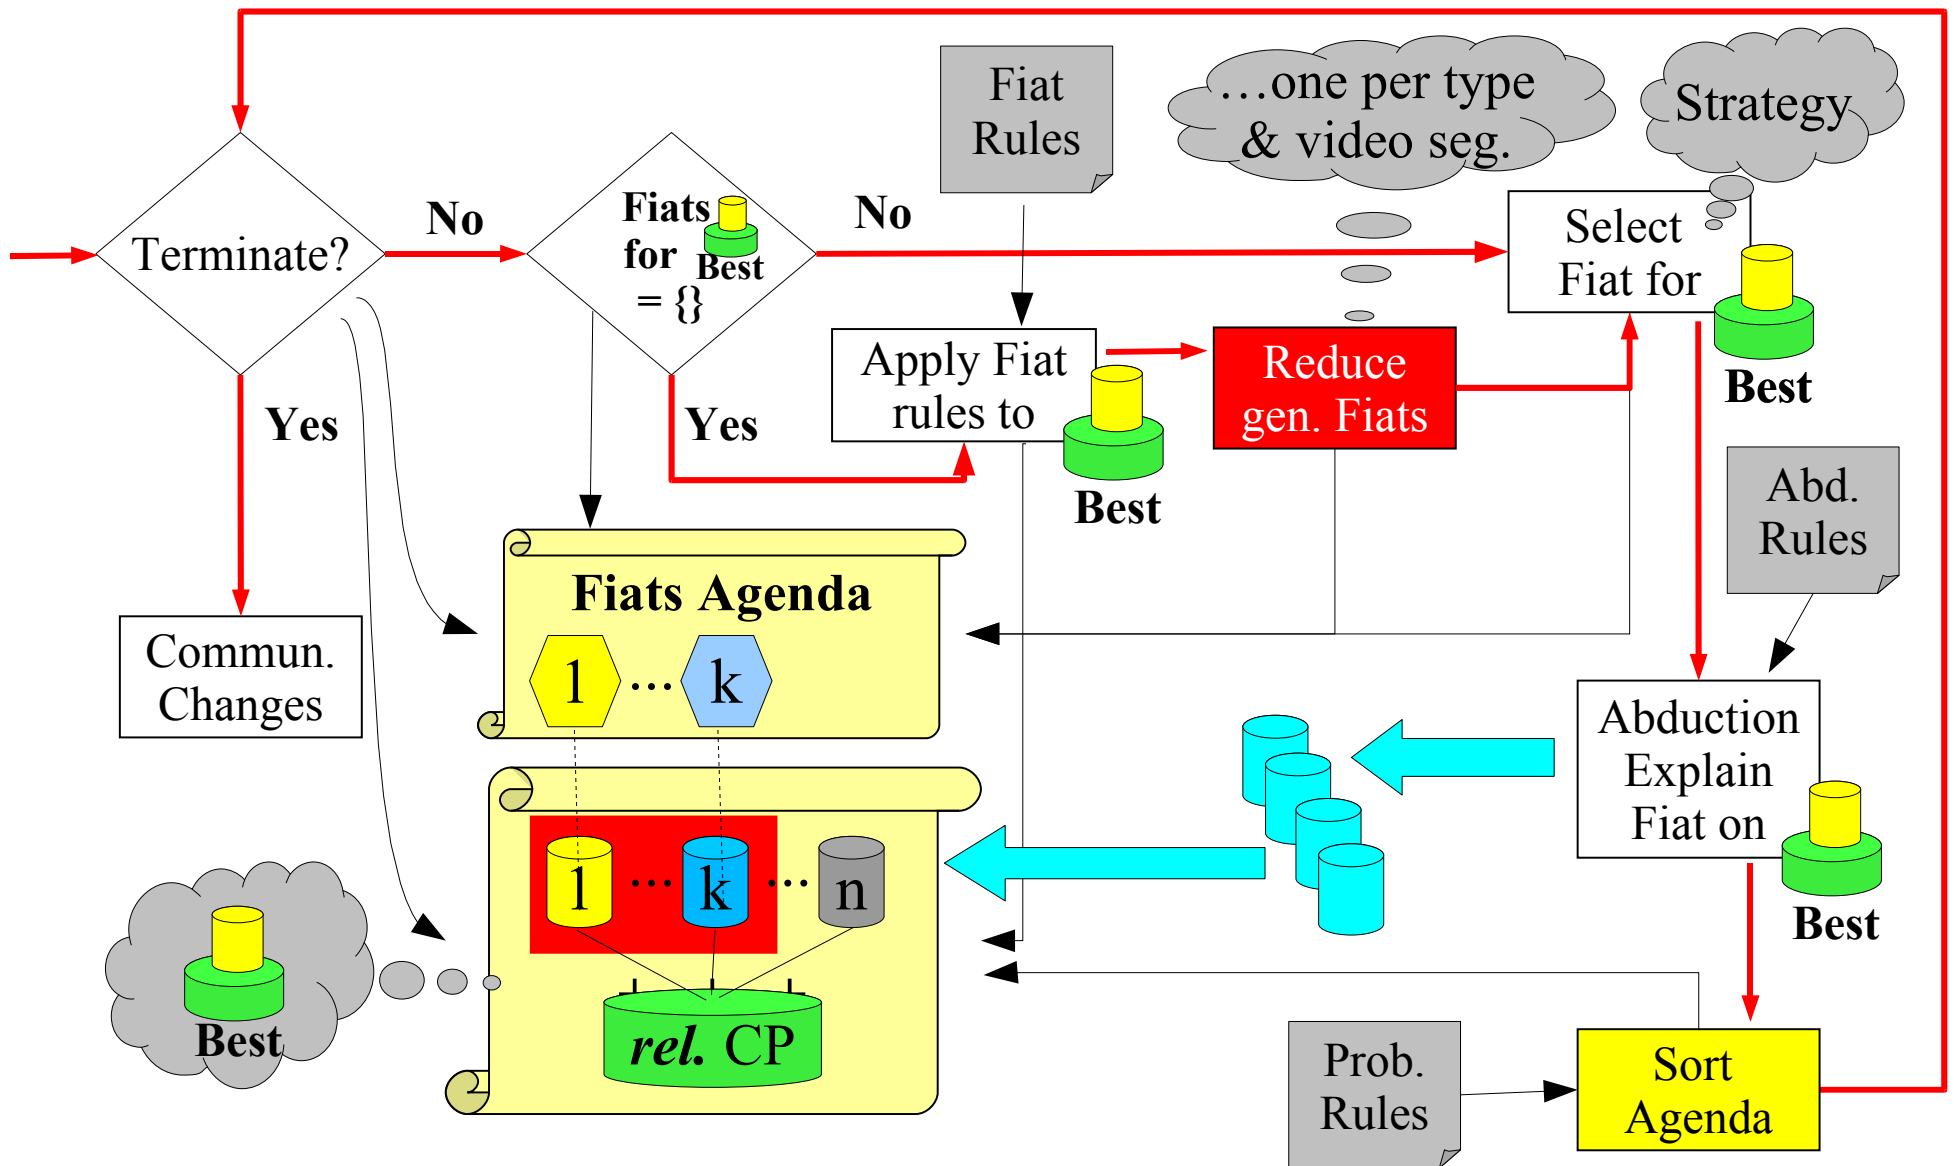 Fiat
Rules
…one per type
& video seg.
Strategy
Terminate?
No
Fiats
for
Best
= {}
No
Select
Fiat for
Best
Yes
Yes
Apply Fiat
rules to
Best
Reduce
gen. Fiats
Abd.
Rules
Commun.
Changes
Fiats Agenda
1 ... k
Abduction
Explain
Fiat on
Best
1 ... k ... n
rel. CP
Best
Prob.
Rules
Sort
Agenda